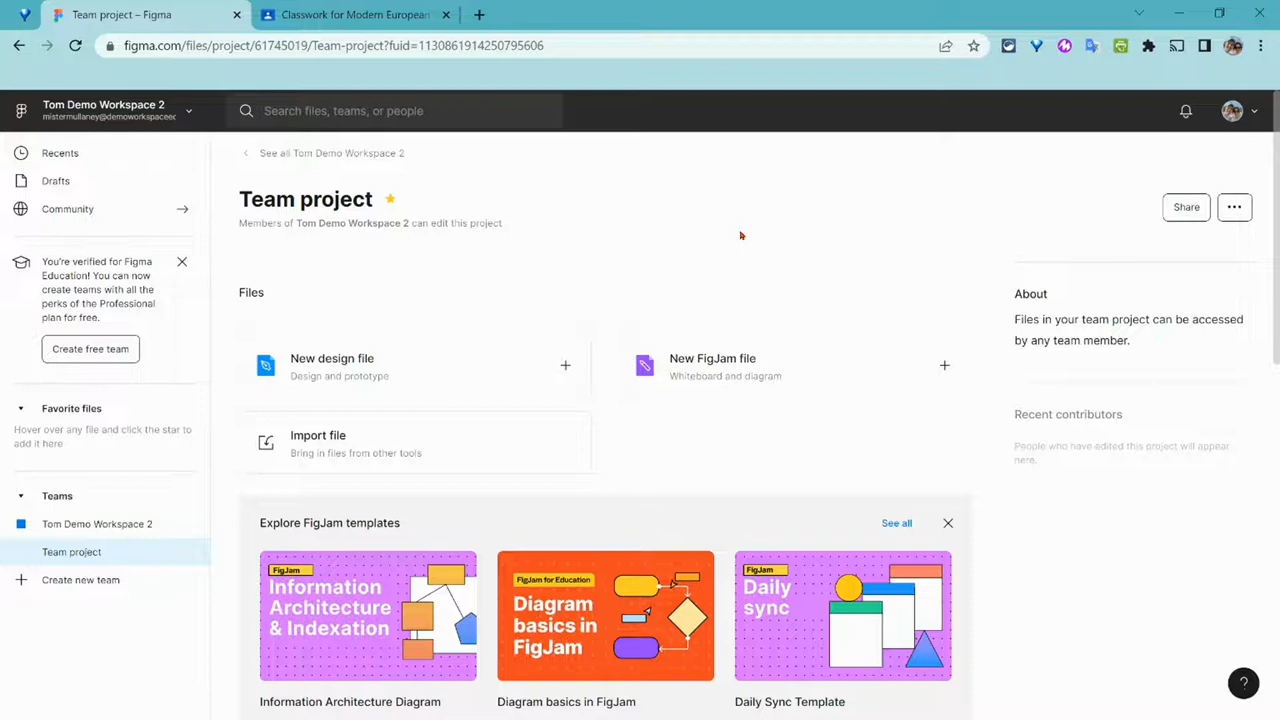 Team project – Figma
Classwork for Modern European
figma.com/files/project/61745019/Team-project?fuid=1130861914250795606
Tom Demo Workspace 2
mistermullaney@demoworkspaceed
Search files, teams, or people
Recents
Drafts
Community
You're verified for Figma
Education! You can now
create teams with all the
perks of the Professional
plan for free.
Create free team
Favorite files
Hover over any file and click the star to
add it here
Teams
Tom Demo Workspace 2
Team project
Create new team
See all Tom Demo Workspace 2
Team project
Members of Tom Demo Workspace 2 can edit this project
Share
Files
New design file
Design and prototype
New FigJam file
Whiteboard and diagram
Import file
Bring in files from other tools
About
Files in your team project can be accessed
by any team member.
Recent contributors
People who have edited this project will appear
here.
Explore FigJam templates
See all
FigJam
Information
Architecture
& Indexation
Information Architecture Diagram
FigJam for Education
Diagram
basics in
FigJam
Diagram basics in FigJam
FigJam
Daily
sync
Daily Sync Template
?